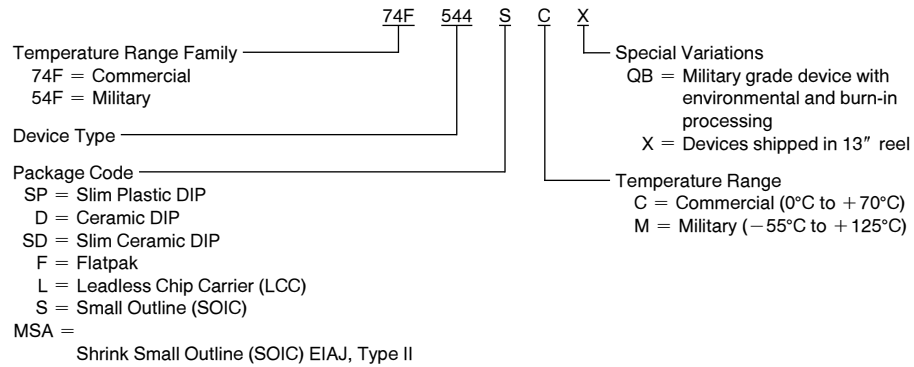 74F 544 S C X
Temperature Range Family
74F = Commercial
54F = Military
Device Type
Package Code
SP = Slim Plastic DIP
D = Ceramic DIP
SD = Slim Ceramic DIP
F = Flatpak
L = Leadless Chip Carrier (LCC)
S = Small Outline (SOIC)
MSA =
Shrink Small Outline (SOIC) EIAJ, Type II
Special Variations
QB = Military grade device with
environmental and burn-in
processing
X = Devices shipped in 13″ reel
Temperature Range
C = Commercial (0°C to +70°C)
M = Military (−55°C to +125°C)